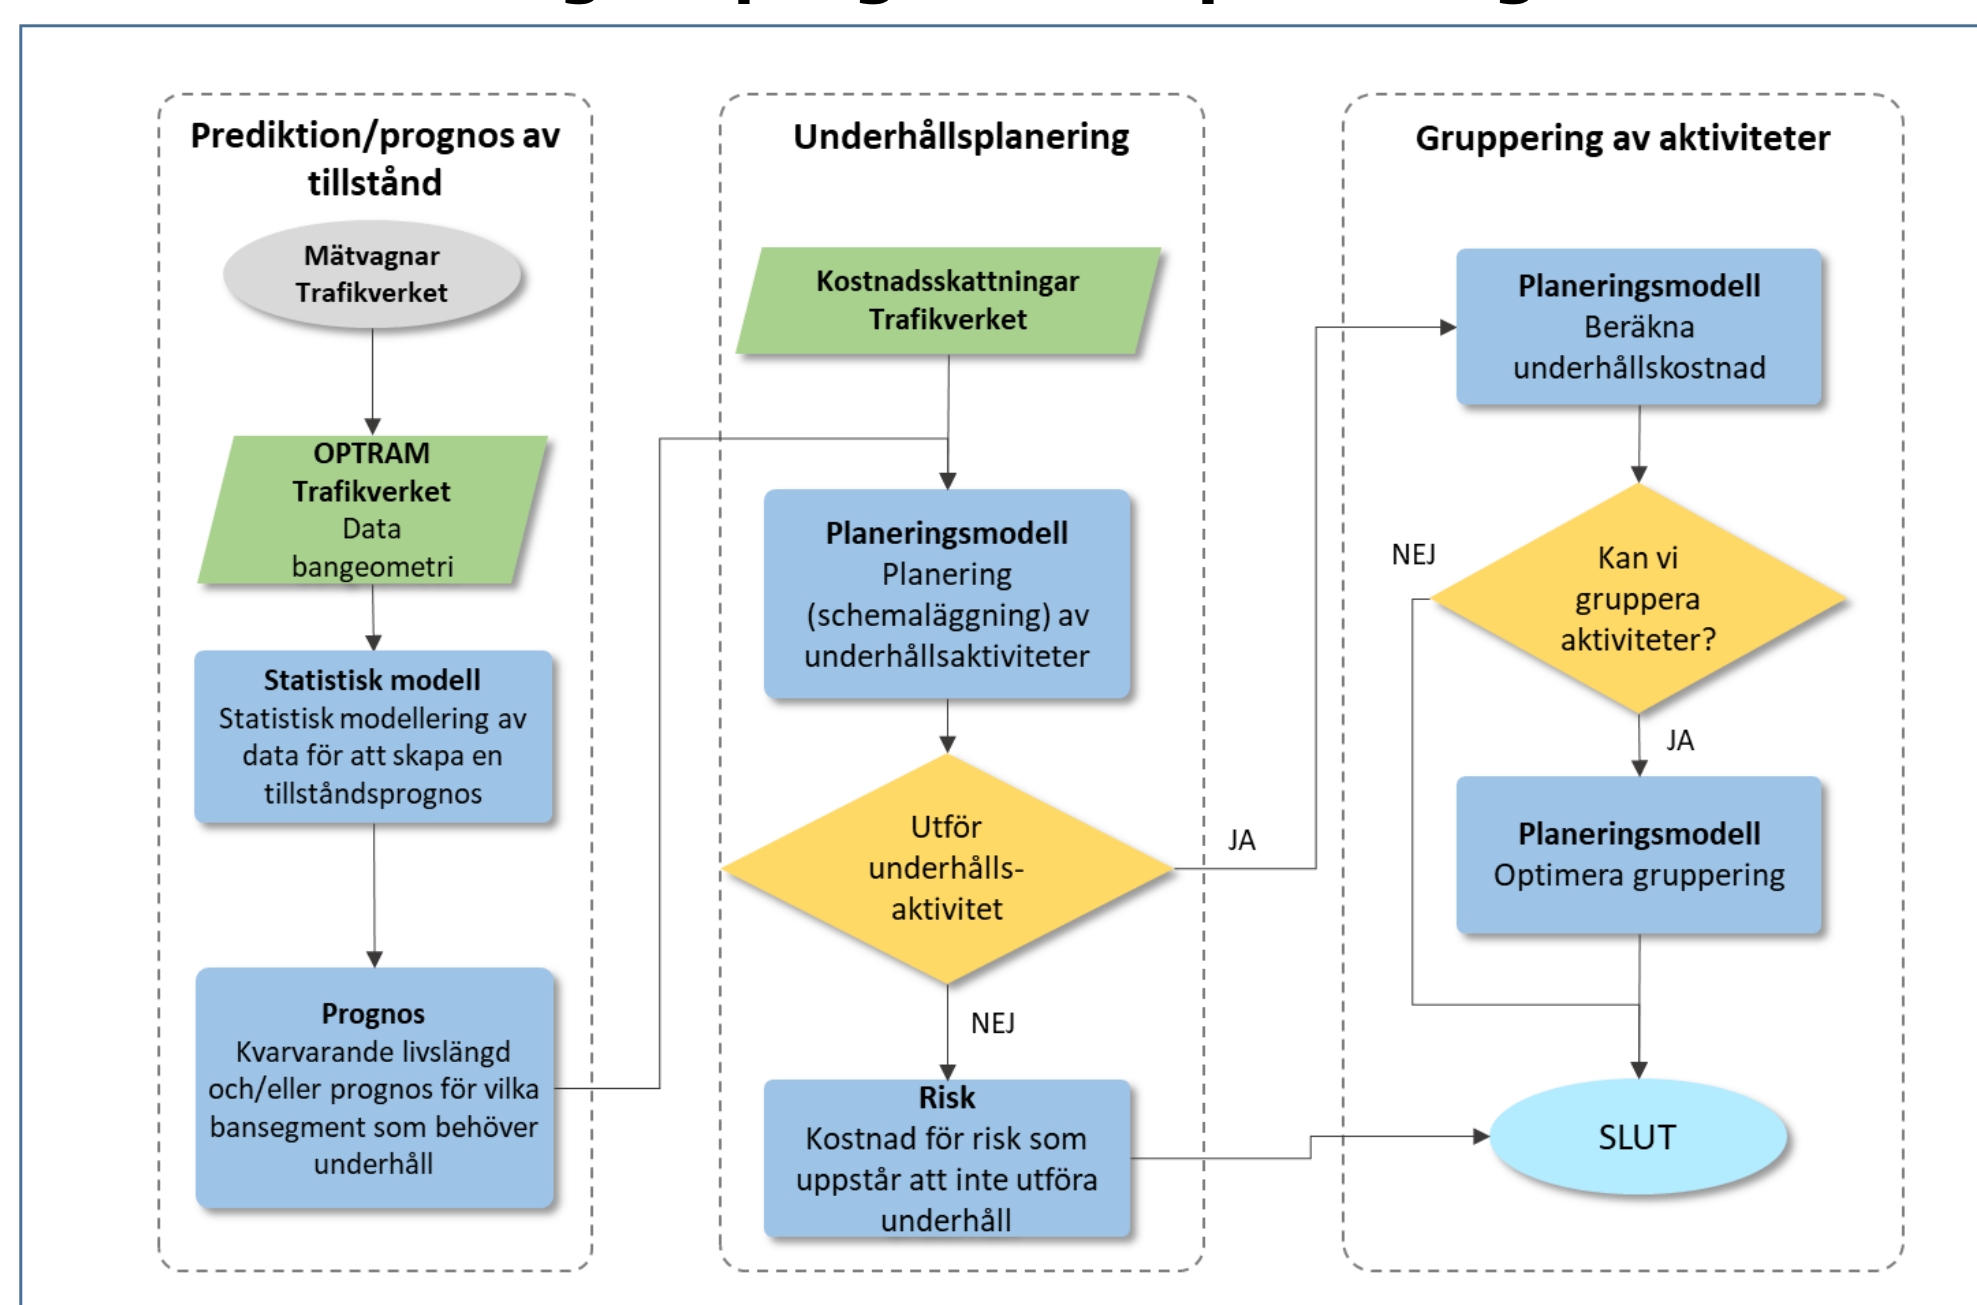 Prediktion/prognos av
tillstånd
Mätvagnar
Trafikverket
OPTRAM
Trafikverket
Data
bangeometri
Statistisk modell
Statistisk modellering av
data för att skapa en
tillståndsprognos
Prognos
Kvarvarande livslängd
och/eller prognos för vilka
bansegment som behöver
underhåll
Underhållsplanering
Kostnadsskattningar
Trafikverket
Planeringsmodell
Planering
(schemaläggning) av
underhållsaktiviteter
Utför
underhålls-
aktivitet
JA
NEJ
Risk
Kostnad för risk som
uppstår att inte utföra
underhåll
Gruppering av aktiviteter
Planeringsmodell
Beräkna
underhållskostnad
Kan vi
gruppera
aktiviteter?
NEJ
JA
Planeringsmodell
Optimera gruppering
SLUT